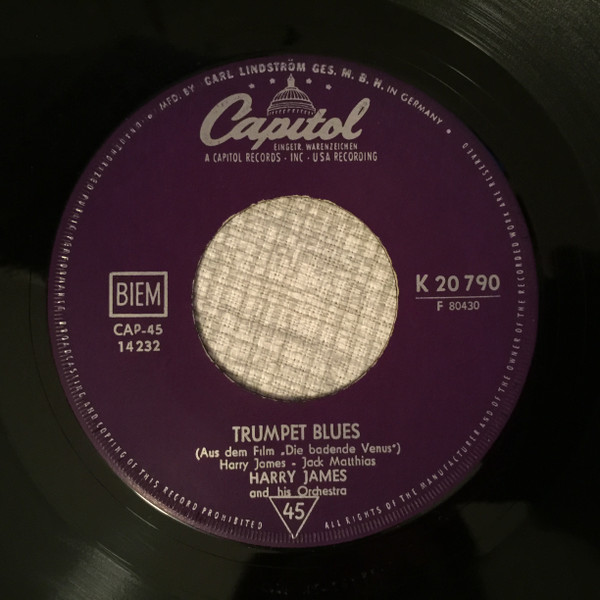 MFD. BY CARL LINDSTRÖM GES. M. B. H. IN GERMANY
Capitol
EINGETR. WARENZEICHEN
A CAPITOL RECORDS · INC · USA RECORDING
BIEM
CAP-45
14232
K 20 790
F 80430
TRUMPET BLUES
(Aus dem Film „Die badende Venus")
Harry James - Jack Matthias
HARRY JAMES
and his Orchestra
45
ALL RIGHTS OF THE MANUFACTURER AND OF THE OWNER OF THE RECORDED WORK ARE RESERVED
BROADCASTING AND COPYING OF THIS RECORD PROHIBITED